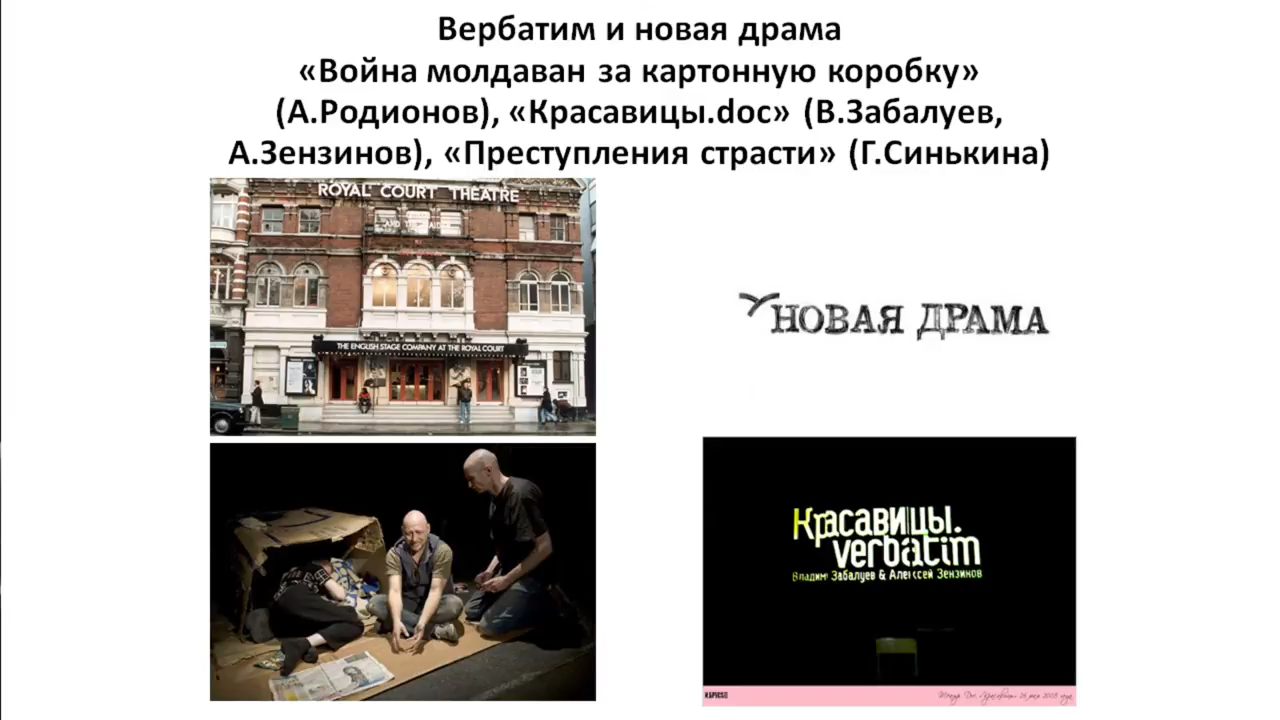 Вербатим и новая драма
«Война молдаван за картонную коробку»
(А.Родионов), «Красавицы.doc» (В.Забалуев,
А.Зензинов), «Преступления страсти» (Г.Синькина)
ROYAL COURT THEATRE
THE ENGLISH STAGE COMPANY AT THE ROYAL COURT
НОВАЯ ДРАМА
Красавицы.
verbatim
Владимир Забалуев & Алексей Зензинов